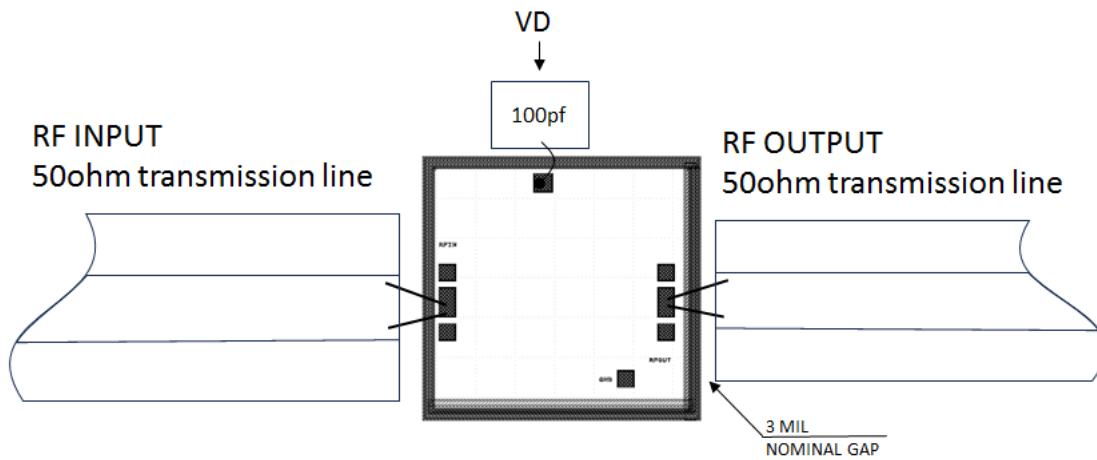 VD
100pf
RF INPUT
50ohm transmission line
RF OUTPUT
50ohm transmission line
RFIN
RFOUT
GND
3 MIL
NOMINAL GAP